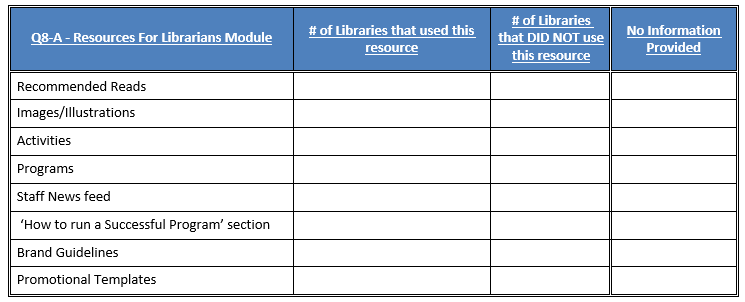 Q8-A - Resources For Librarians Module
# of Libraries that used this
resource
# of Libraries
that DID NOT use
this resource
No Information
Provided
Recommended Reads
Images/Illustrations
Activities
Programs
Staff News feed
‘How to run a Successful Program’ section
Brand Guidelines
Promotional Templates